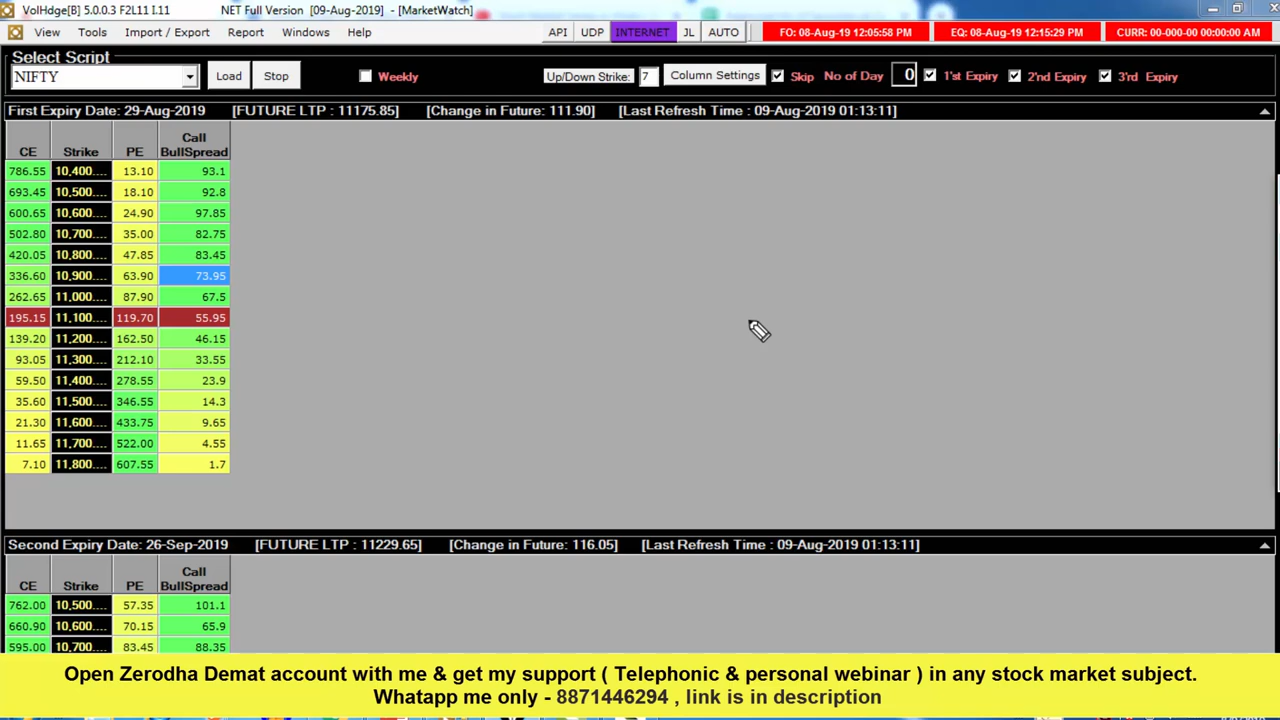 VolHdge[B] 5.0.0.3 F2L11 I.11 NET Full Version [09-Aug-2019] - [MarketWatch]
View Tools Import / Export Report Windows Help API UDP INTERNET JL AUTO FO: 08-Aug-19 12:05:58 PM EQ: 08-Aug-19 12:15:29 PM CURR: 00-000-00 00:00:00 AM
Select Script
NIFTY Load Stop Weekly Up/Down Strike: 7 Column Settings Skip No of Day 0 1'st Expiry 2'nd Expiry 3'rd Expiry
First Expiry Date: 29-Aug-2019 [FUTURE LTP : 11175.85] [Change in Future: 111.90] [Last Refresh Time : 09-Aug-2019 01:13:11]
CE Strike PE Call BullSpread
786.55 10,400.... 13.10 93.1
693.45 10,500.... 18.10 92.8
600.65 10,600.... 24.90 97.85
502.80 10,700.... 35.00 82.75
420.05 10,800.... 47.85 83.45
336.60 10,900.... 63.90 73.95
262.65 11,000.... 87.90 67.5
195.15 11,100.... 119.70 55.95
139.20 11,200.... 162.50 46.15
93.05 11,300.... 212.10 33.55
59.50 11,400.... 278.55 23.9
35.60 11,500.... 346.55 14.3
21.30 11,600.... 433.75 9.65
11.65 11,700.... 522.00 4.55
7.10 11,800.... 607.55 1.7
Second Expiry Date: 26-Sep-2019 [FUTURE LTP : 11229.65] [Change in Future: 116.05] [Last Refresh Time : 09-Aug-2019 01:13:11]
CE Strike PE Call BullSpread
762.00 10,500.... 57.35 101.1
660.90 10,600.... 70.15 65.9
595.00 10,700.... 83.45 88.35
Open Zerodha Demat account with me & get my support ( Telephonic & personal webinar ) in any stock market subject.
Whatapp me only - 8871446294 , link is in description